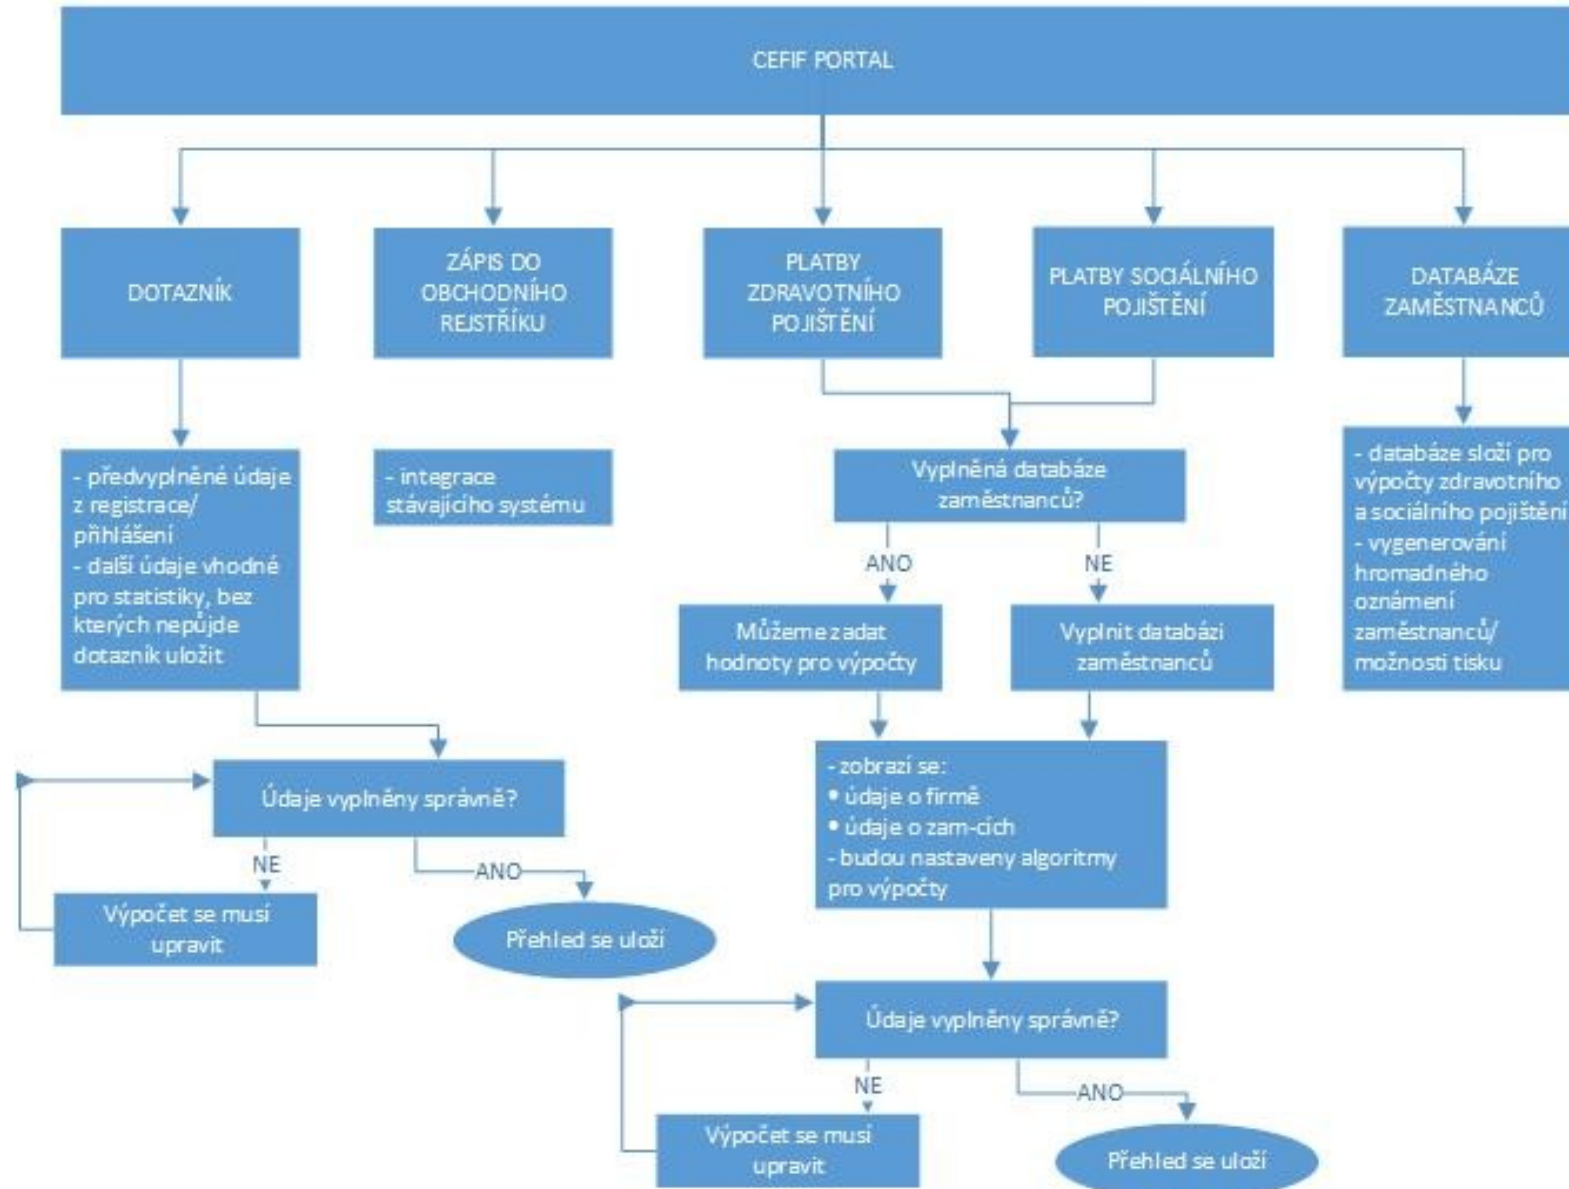 CEFIF PORTAL
DOTAZNÍK
ZÁPIS DO
OBCHODNÍHO
REJSTŘÍKU
PLATBY
ZDRAVOTNÍHO
POJIŠTĚNÍ
PLATBY SOCIÁLNÍHO
POJIŠTĚNÍ
DATABÁZE
ZAMĚSTNANCŮ
- předvyplněné údaje
z registrace/
přihlášení
- další údaje vhodné
pro statistiky, bez
kterých nepůjde
dotazník uložit
- integrace
stávajícího systému
Vyplněná databáze
zaměstnanců?
- databáze složí pro
výpočty zdravotního
a sociálního pojištění
- vygenerování
hromadného
oznámení
zaměstnanců/
možnosti tisku
ANO
NE
Můžeme zadat
hodnoty pro výpočty
Vyplnit databázi
zaměstnanců
- zobrazí se:
• údaje o firmě
• údaje o zam-cích
- budou nastaveny algoritmy
pro výpočty
Údaje vyplněny správně?
NE
ANO
Výpočet se musí
upravit
Přehled se uloží
Údaje vyplněny správně?
NE
ANO
Výpočet se musí
upravit
Přehled se uloží